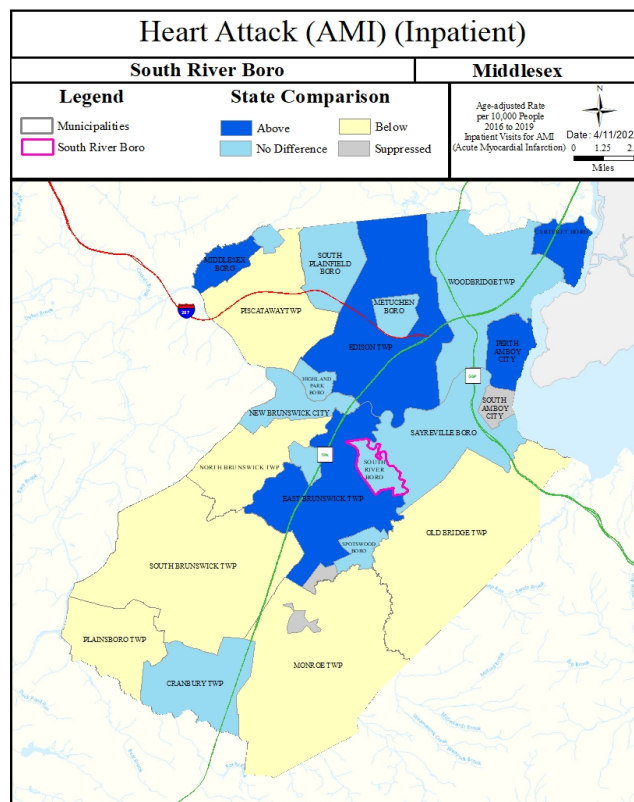 Heart Attack (AMI) (Inpatient)
South River Boro
Middlesex
Legend
Municipalities
South River Boro
State Comparison
Above
Below
No Difference
Suppressed
Age-adjusted Rate
per 10,000 People
2016 to 2019
Inpatient Visits for AMI
(Acute Myocardial Infarction)
N
Date: 4/11/202
0 1.25 2.
Miles
MIDDLESEX
BORO
SOUTH
PLAINFIELD
BORO
CARTERET BORO
WOODBRIDGE TWP
METUCHEN
BORO
PISCATAWAY TWP
287
EDISON TWP
PERTH
AMBOY
CITY
GSP
HIGHLAND
PARK
BORO
SOUTH
AMBOY
CITY
NEW BRUNSWICK CITY
SAYREVILLE BORO
NORTH BRUNSWICK TWP
SOUTH
RIVER
BORO
EAST BRUNSWICK TWP
OLD BRIDGE TWP
SPOTSWOOD
BORO
SOUTH BRUNSWICK TWP
PLAINSBORO TWP
MONROE TWP
CRANBURY TWP